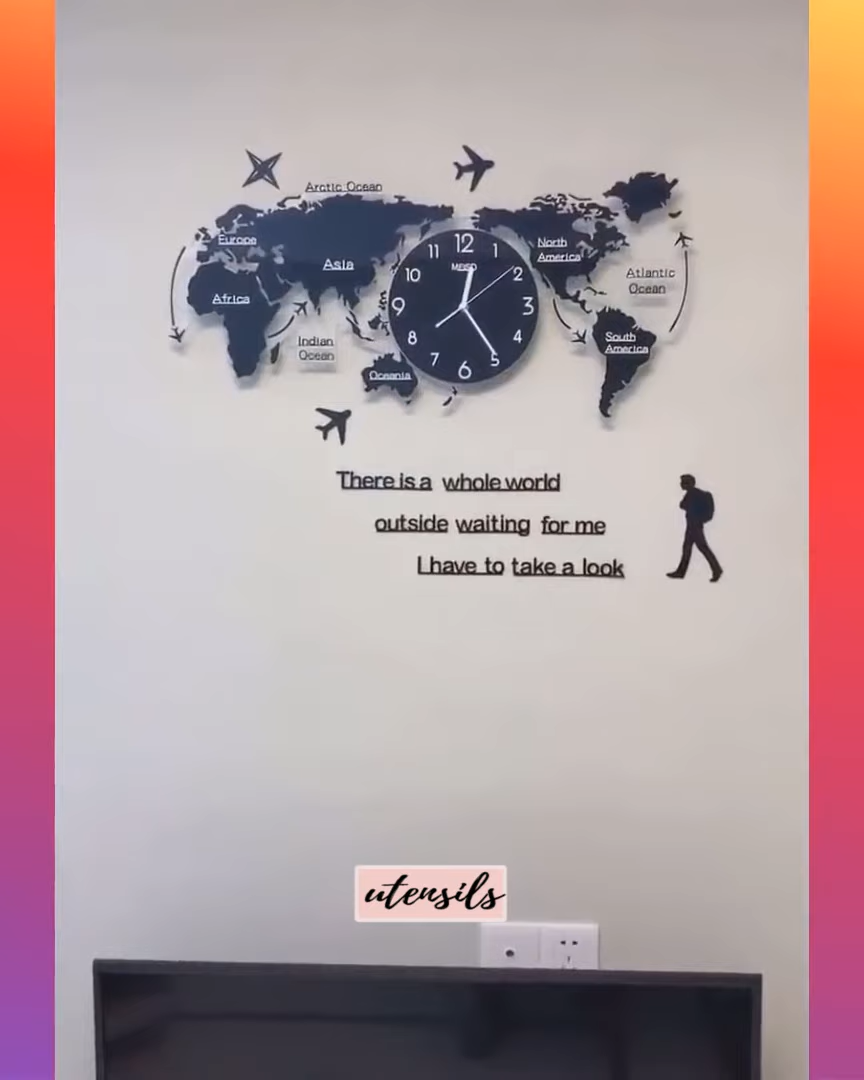 Arctic Ocean
Europe
Asia
Africa
Indian
Ocean
Oceania
12
1
2
3
4
5
6
7
8
9
10
11
North
America
Atlantic
Ocean
South
America
There is a whole world
outside waiting for me
I have to take a look
utensils